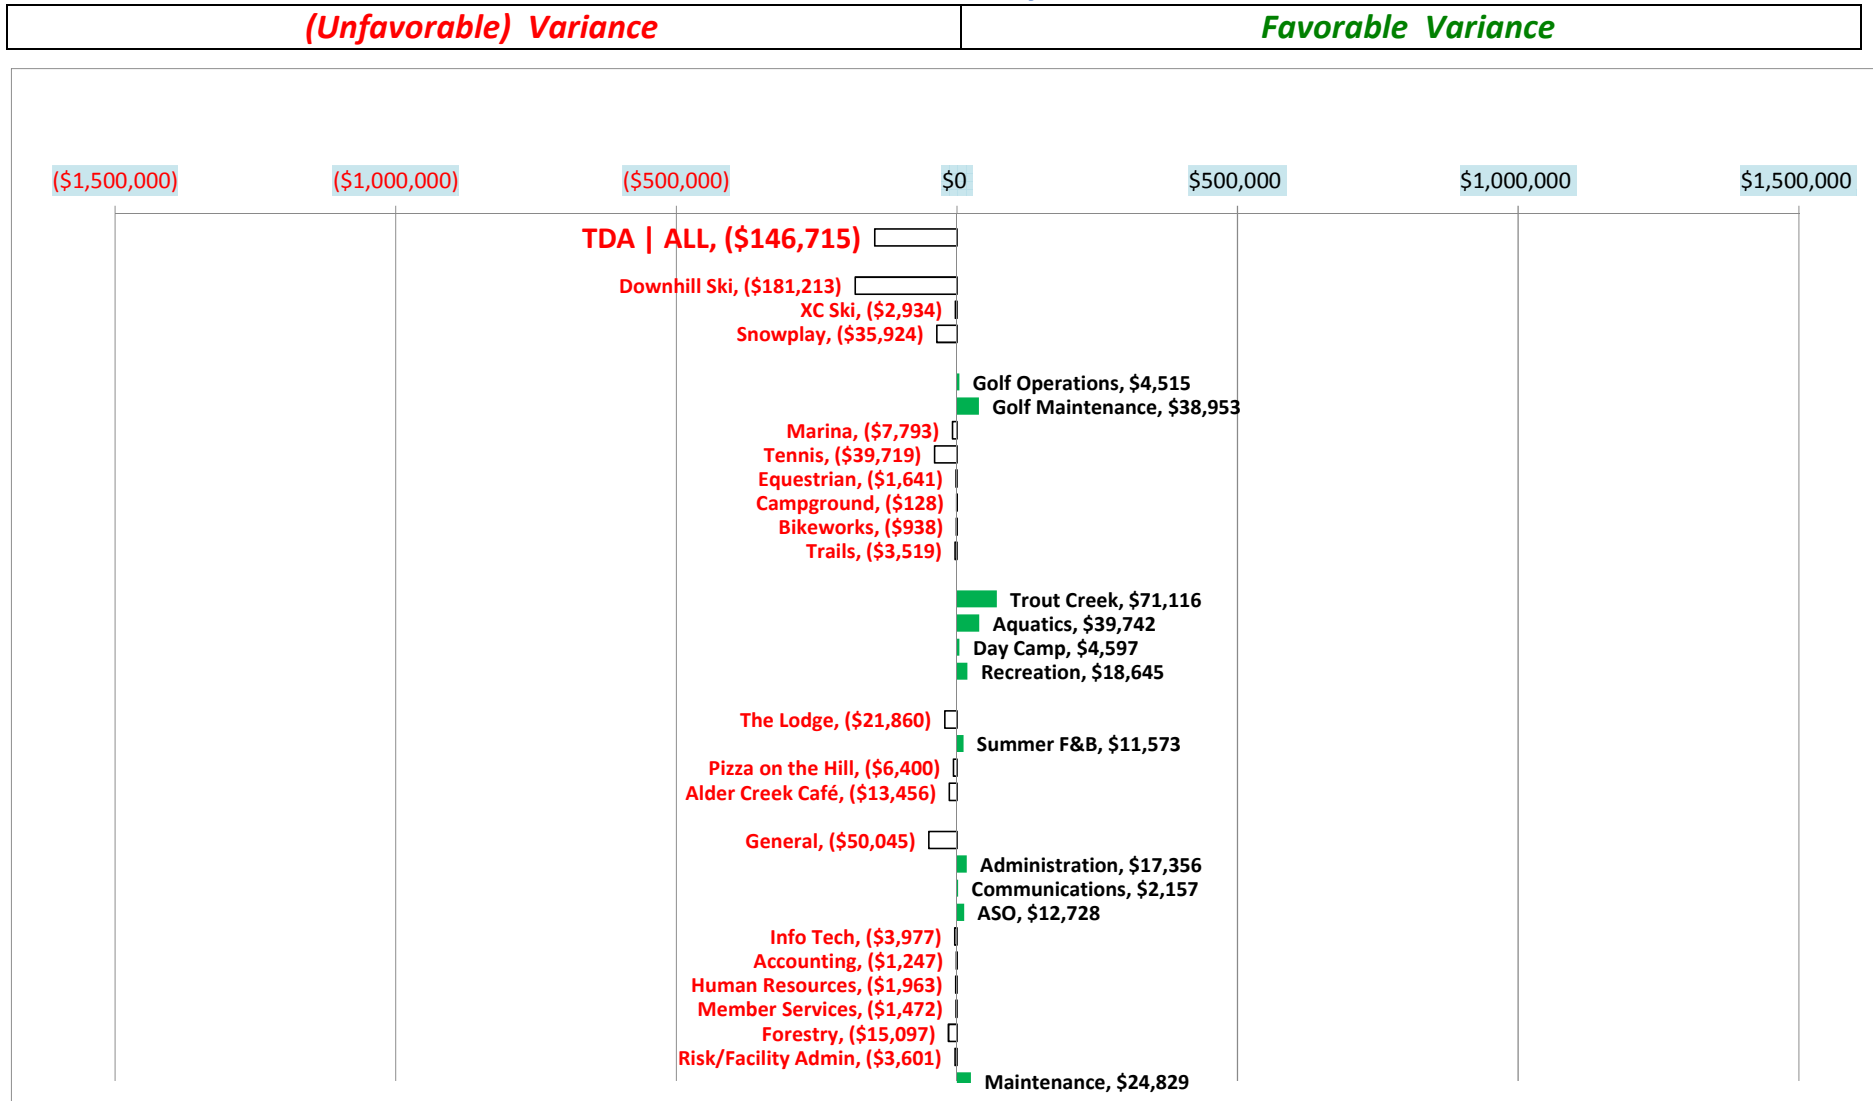 (Unfavorable) Variance
Favorable Variance
($1,500,000)
($1,000,000)
($500,000)
$0
$500,000
$1,000,000
$1,500,000
TDA | ALL, ($146,715)
Downhill Ski, ($181,213)
XC Ski, ($2,934)
Snowplay, ($35,924)
Golf Operations, $4,515
Golf Maintenance, $38,953
Marina, ($7,793)
Tennis, ($39,719)
Equestrian, ($1,641)
Campground, ($128)
Bikeworks, ($938)
Trails, ($3,519)
Trout Creek, $71,116
Aquatics, $39,742
Day Camp, $4,597
Recreation, $18,645
The Lodge, ($21,860)
Summer F&B, $11,573
Pizza on the Hill, ($6,400)
Alder Creek Café, ($13,456)
General, ($50,045)
Administration, $17,356
Communications, $2,157
ASO, $12,728
Info Tech, ($3,977)
Accounting, ($1,247)
Human Resources, ($1,963)
Member Services, ($1,472)
Forestry, ($15,097)
Risk/Facility Admin, ($3,601)
Maintenance, $24,829